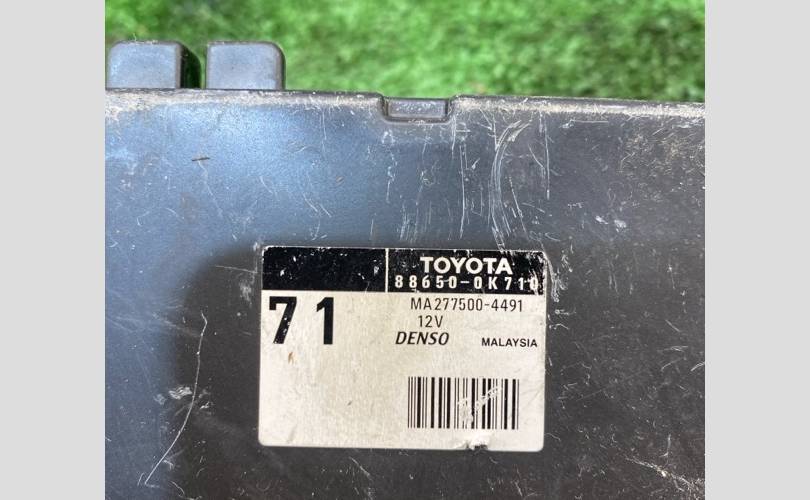 TOYOTA
88650-0K710
71
MA277500-4491
12V
DENSO MALAYSIA